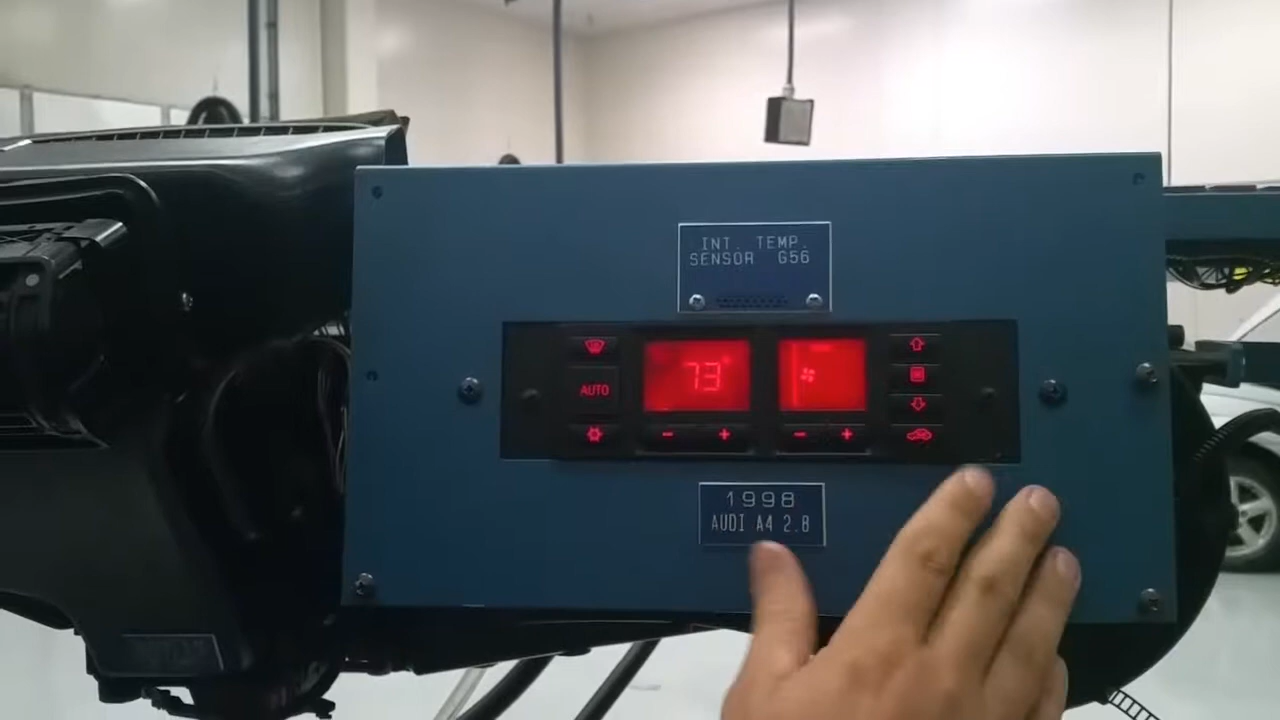 INT. TEMP.
SENSOR G56
AUTO
73°
- +
- +
1998
AUDI A4 2.8